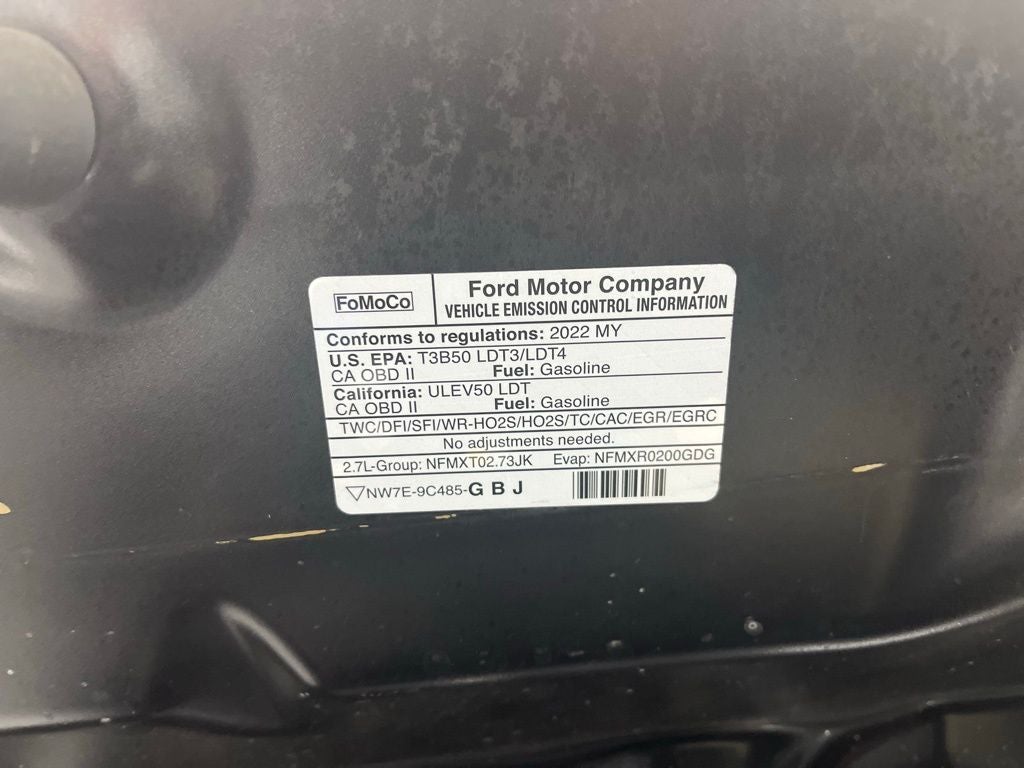 FoMoCo
Ford Motor Company
VEHICLE EMISSION CONTROL INFORMATION
Conforms to regulations: 2022 MY
U.S. EPA: T3B50 LDT3/LDT4
CA OBD II Fuel: Gasoline
California: ULEV50 LDT
CA OBD II Fuel: Gasoline
TWC/DFI/SFI/WR-HO2S/HO2S/TC/CAC/EGR/EGRC
No adjustments needed.
2.7L-Group: NFMXT02.73JK Evap: NFMXR0200GDG
NW7E-9C485-G B J